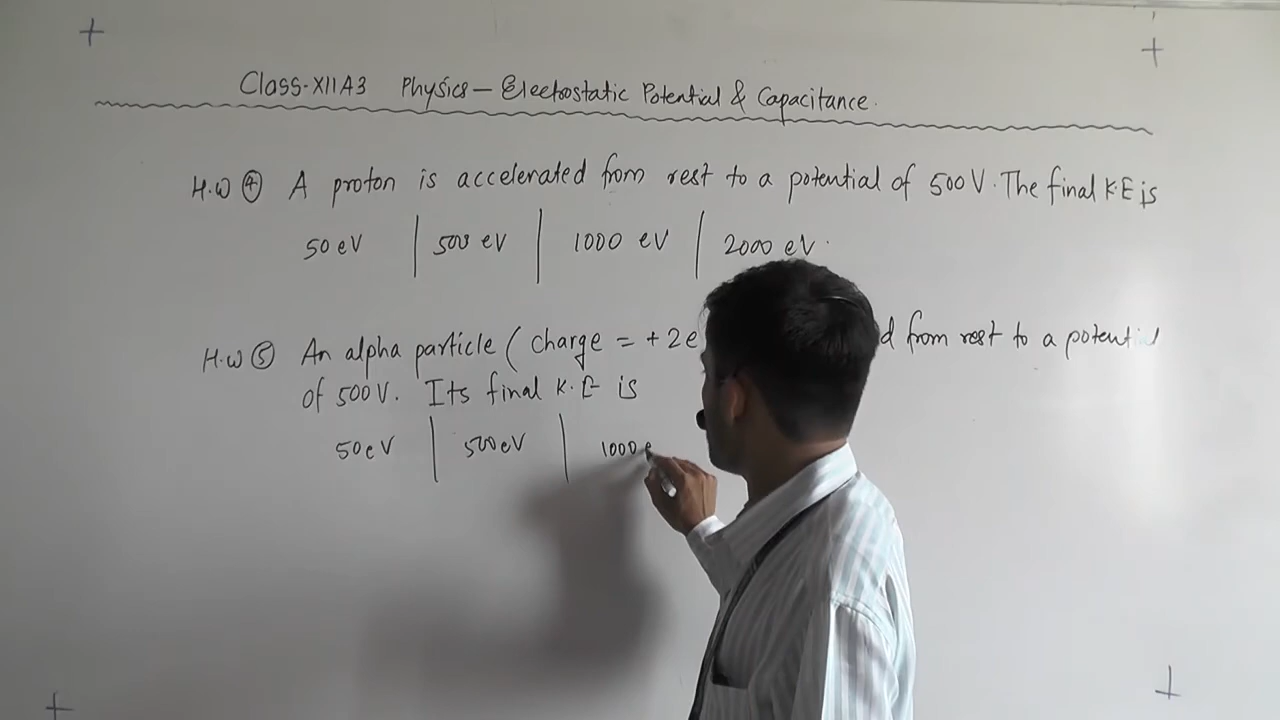 Class-XII A3 Physics - Electrostatic Potential & Capacitance.
H.W ④ A proton is accelerated from rest to a potential of 500 V. The final K.E is
50 eV | 500 eV | 1000 eV | 2000 eV.
H.W ⑤ An alpha particle ( charge = + 2e from rest to a potential
of 500 V. Its final K.E is
50 eV | 500 eV | 1000 e